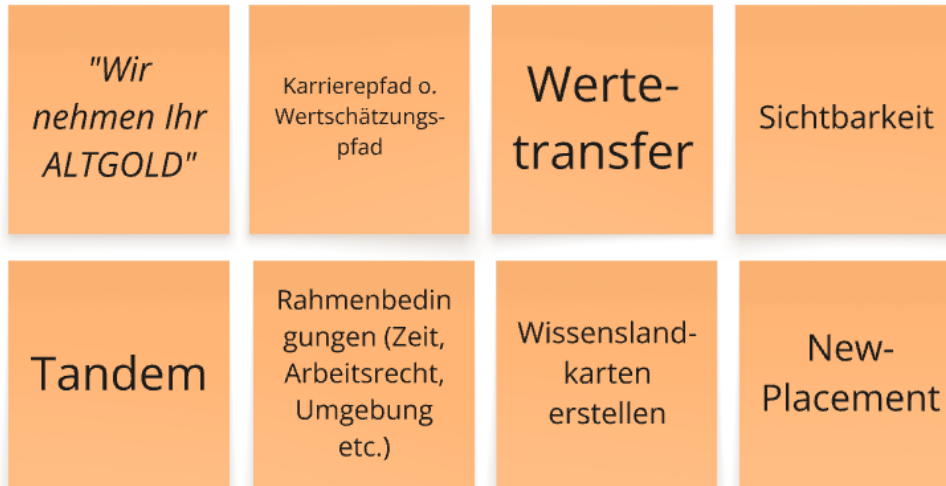 "Wir
nehmen Ihr
ALTGOLD"
Karrierepfad o.
Wertschätzungs-
pfad
Werte-
transfer
Sichtbarkeit
Tandem
Rahmenbedin
gungen (Zeit,
Arbeitsrecht,
Umgebung
etc.)
Wissensland-
karten
erstellen
New-
Placement